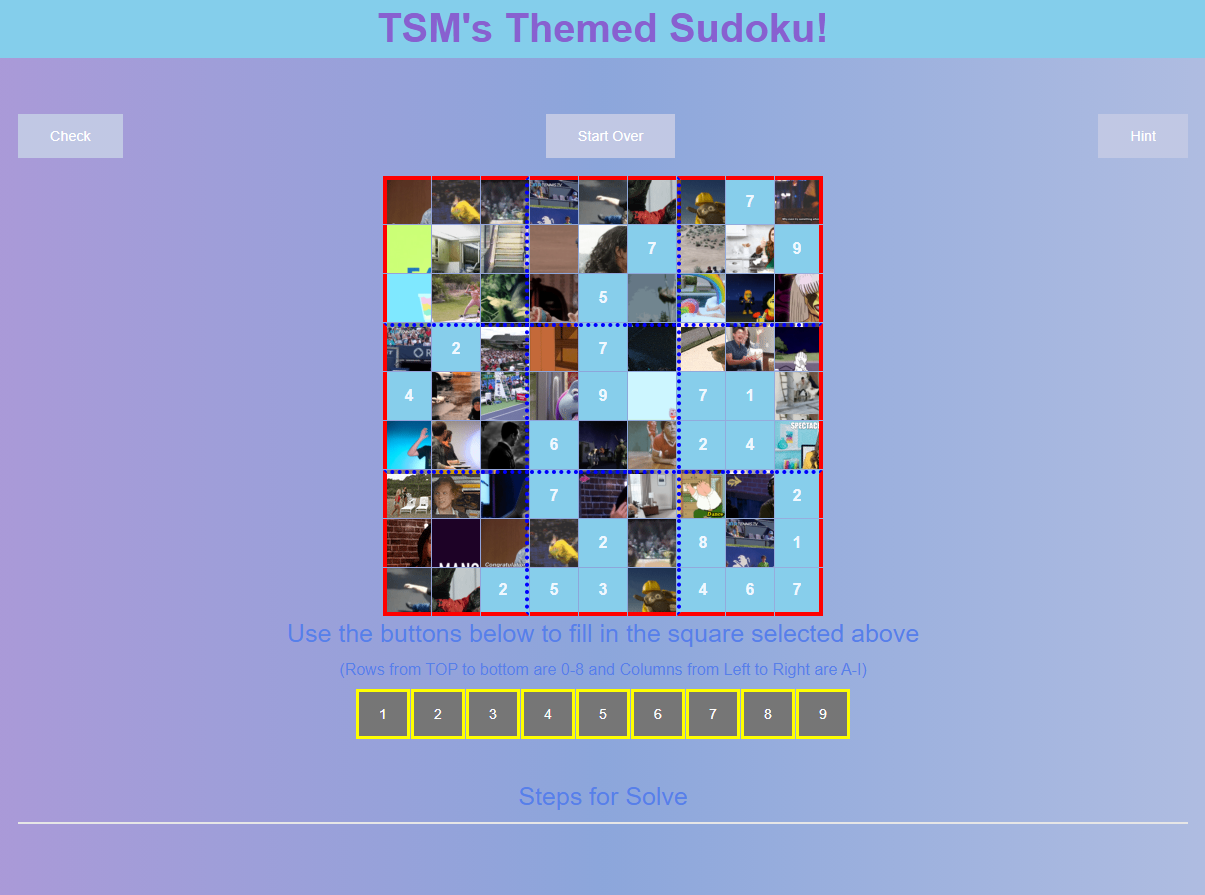 TSM's Themed Sudoku!
Check Start Over Hint
7
7 9
5
2 7
4 9 7 1
6 2 4
SPECTAC
7 2
Dance
2 8 1
MANG
2 5 3 4 6 7
Use the buttons below to fill in the square selected above
(Rows from TOP to bottom are 0-8 and Columns from Left to Right are A-I)
1 2 3 4 5 6 7 8 9
Steps for Solve